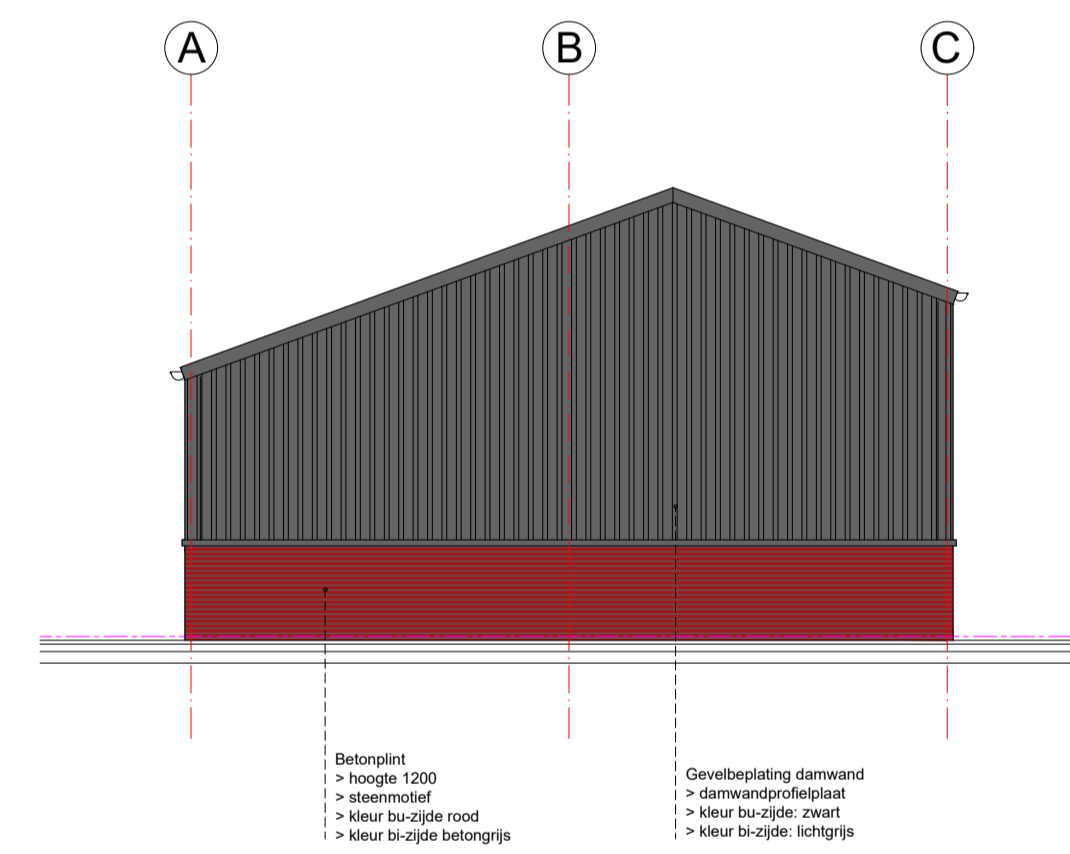 A
B
C
Betonplint
> hoogte 1200
> steenmotief
> kleur bu-zijde rood
> kleur bi-zijde betongrijs
Gevelbeplating damwand
> damwandprofielplaat
> kleur bu-zijde: zwart
> kleur bi-zijde: lichtgrijs